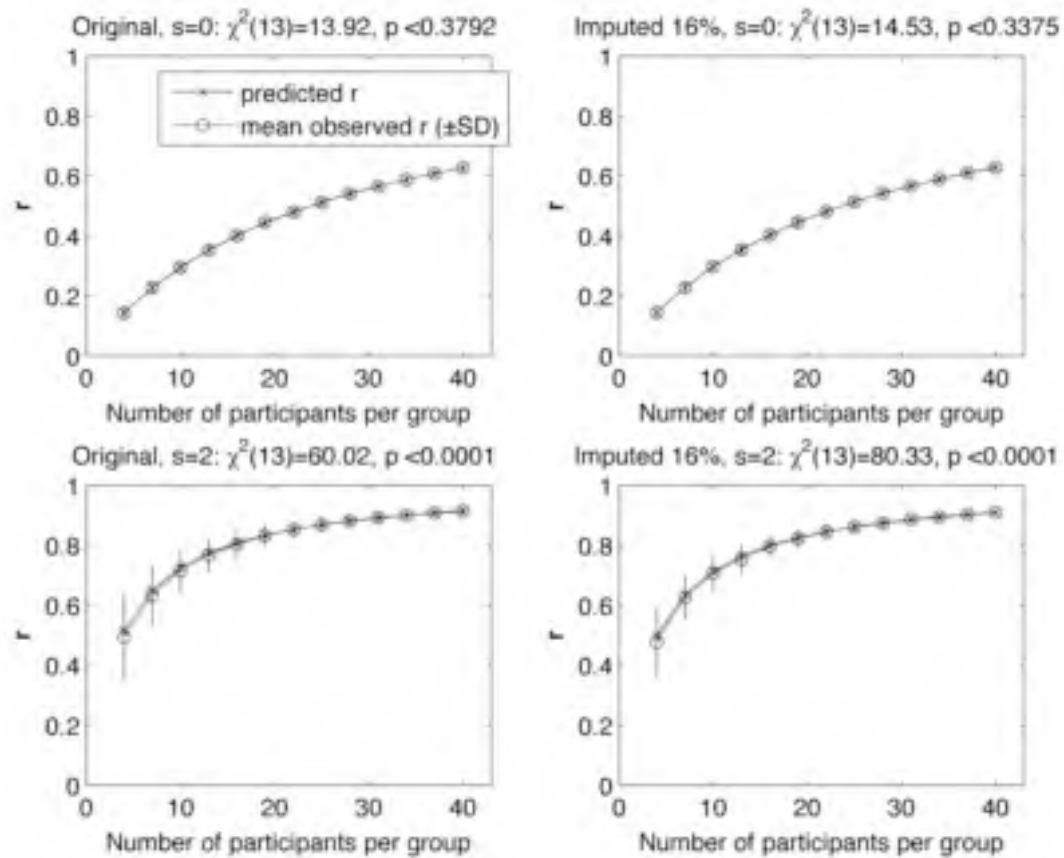 Original, s=0: χ²(13)=13.92, p <0.3792
1
0.8
0.6
0.4
0.2
0
r
predicted r
mean observed r (±SD)
0 10 20 30 40
Number of participants per group
Imputed 16%, s=0: χ²(13)=14.53, p <0.3375
1
0.8
0.6
0.4
0.2
0
r
0 10 20 30 40
Number of participants per group
Original, s=2: χ²(13)=60.02, p <0.0001
1
0.8
0.6
0.4
0.2
0
r
0 10 20 30 40
Number of participants per group
Imputed 16%, s=2: χ²(13)=80.33, p <0.0001
1
0.8
0.6
0.4
0.2
0
r
0 10 20 30 40
Number of participants per group